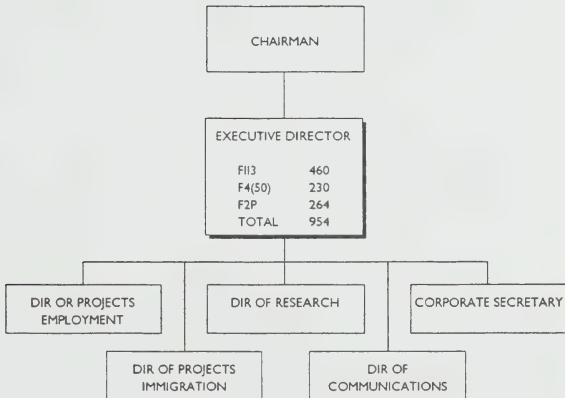 CHAIRMAN
EXECUTIVE DIRECTOR
FII3 460
F4(50) 230
F2P 264
TOTAL 954
DIR OR PROJECTS
EMPLOYMENT
DIR OF RESEARCH
CORPORATE SECRETARY
DIR OF PROJECTS
IMMIGRATION
DIR OF
COMMUNICATIONS